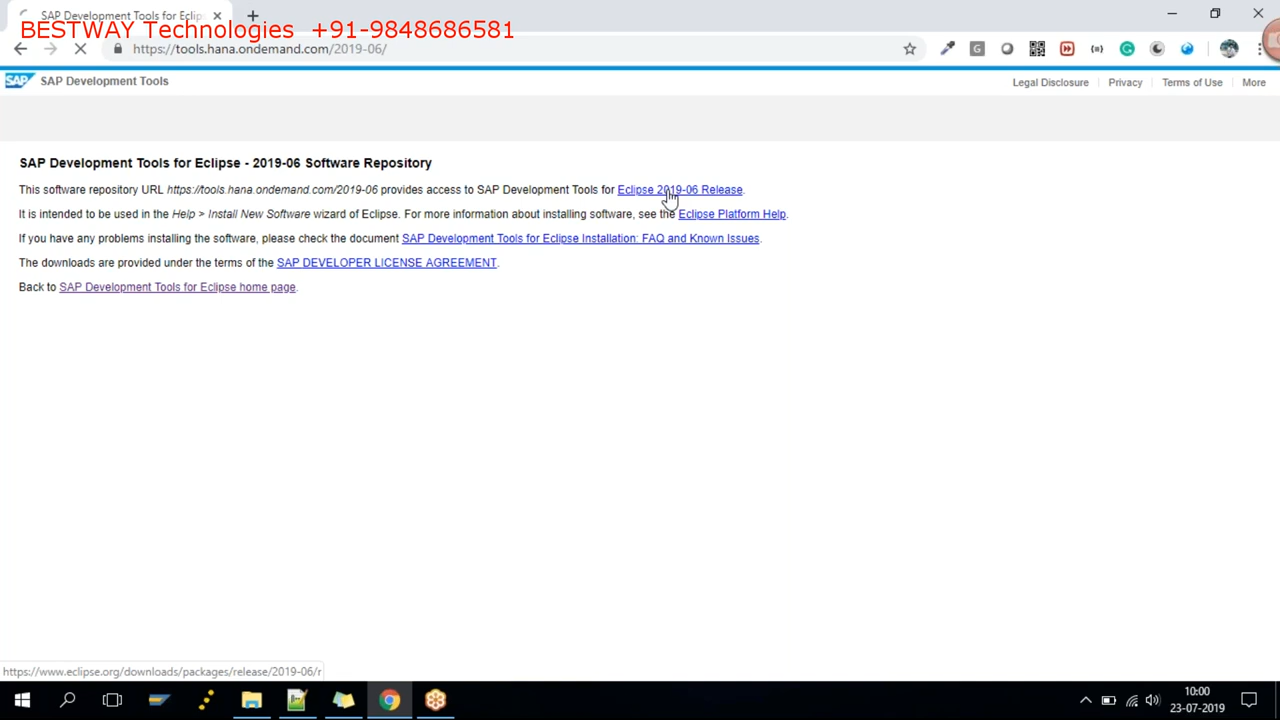 SAP Development Tools for Eclip
BESTWAY Technologies +91-9848686581
https://tools.hana.ondemand.com/2019-06/
SAP SAP Development Tools
Legal Disclosure Privacy Terms of Use More
SAP Development Tools for Eclipse - 2019-06 Software Repository
This software repository URL https://tools.hana.ondemand.com/2019-06 provides access to SAP Development Tools for Eclipse 2019-06 Release.
It is intended to be used in the Help > Install New Software wizard of Eclipse. For more information about installing software, see the Eclipse Platform Help.
If you have any problems installing the software, please check the document SAP Development Tools for Eclipse Installation: FAQ and Known Issues.
The downloads are provided under the terms of the SAP DEVELOPER LICENSE AGREEMENT.
Back to SAP Development Tools for Eclipse home page.
https://www.eclipse.org/downloads/packages/release/2019-06/r
10:00
23-07-2019